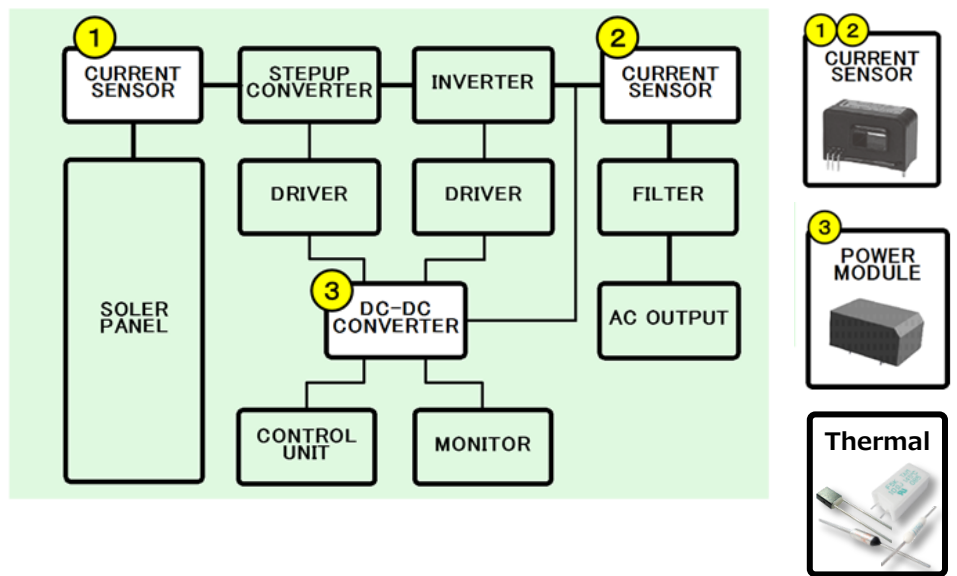 1
CURRENT
SENSOR
STEPUP
CONVERTER
INVERTER
2
CURRENT
SENSOR
DRIVER
DRIVER
FILTER
SOLER
PANEL
3
DC-DC
CONVERTER
AC OUTPUT
CONTROL
UNIT
MONITOR
1 2
CURRENT
SENSOR
3
POWER
MODULE
Thermal